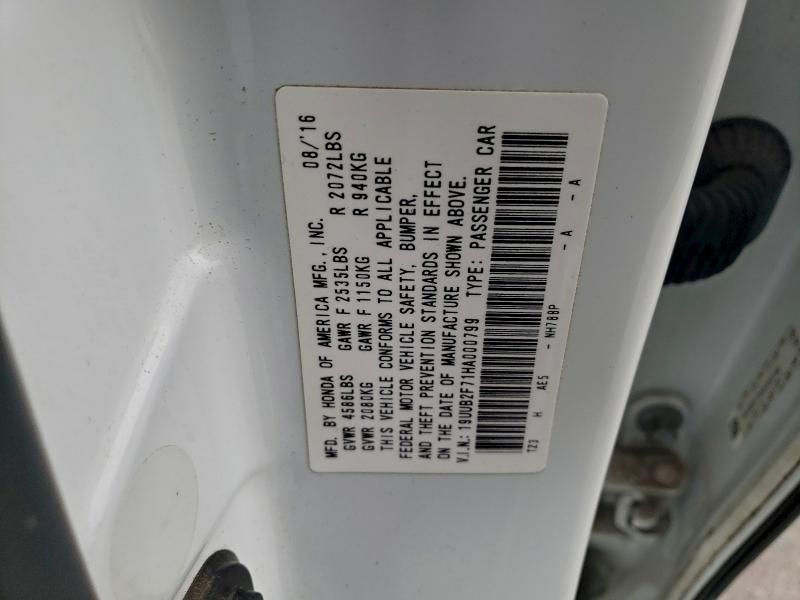 MFD. BY HONDA OF AMERICA MFG., INC. 08/'16
GVWR 4586LBS GAWR F 2535LBS R 2072LBS
GVWR 2080KG GAWR F 1150KG R 940KG
THIS VEHICLE CONFORMS TO ALL APPLICABLE
FEDERAL MOTOR VEHICLE SAFETY, BUMPER,
AND THEFT PREVENTION STANDARDS IN EFFECT
ON THE DATE OF MANUFACTURE SHOWN ABOVE.
V.I.N.: 19UUB2F71HA000799 TYPE: PASSENGER CAR
123 H AE5 - NH788P - A - A